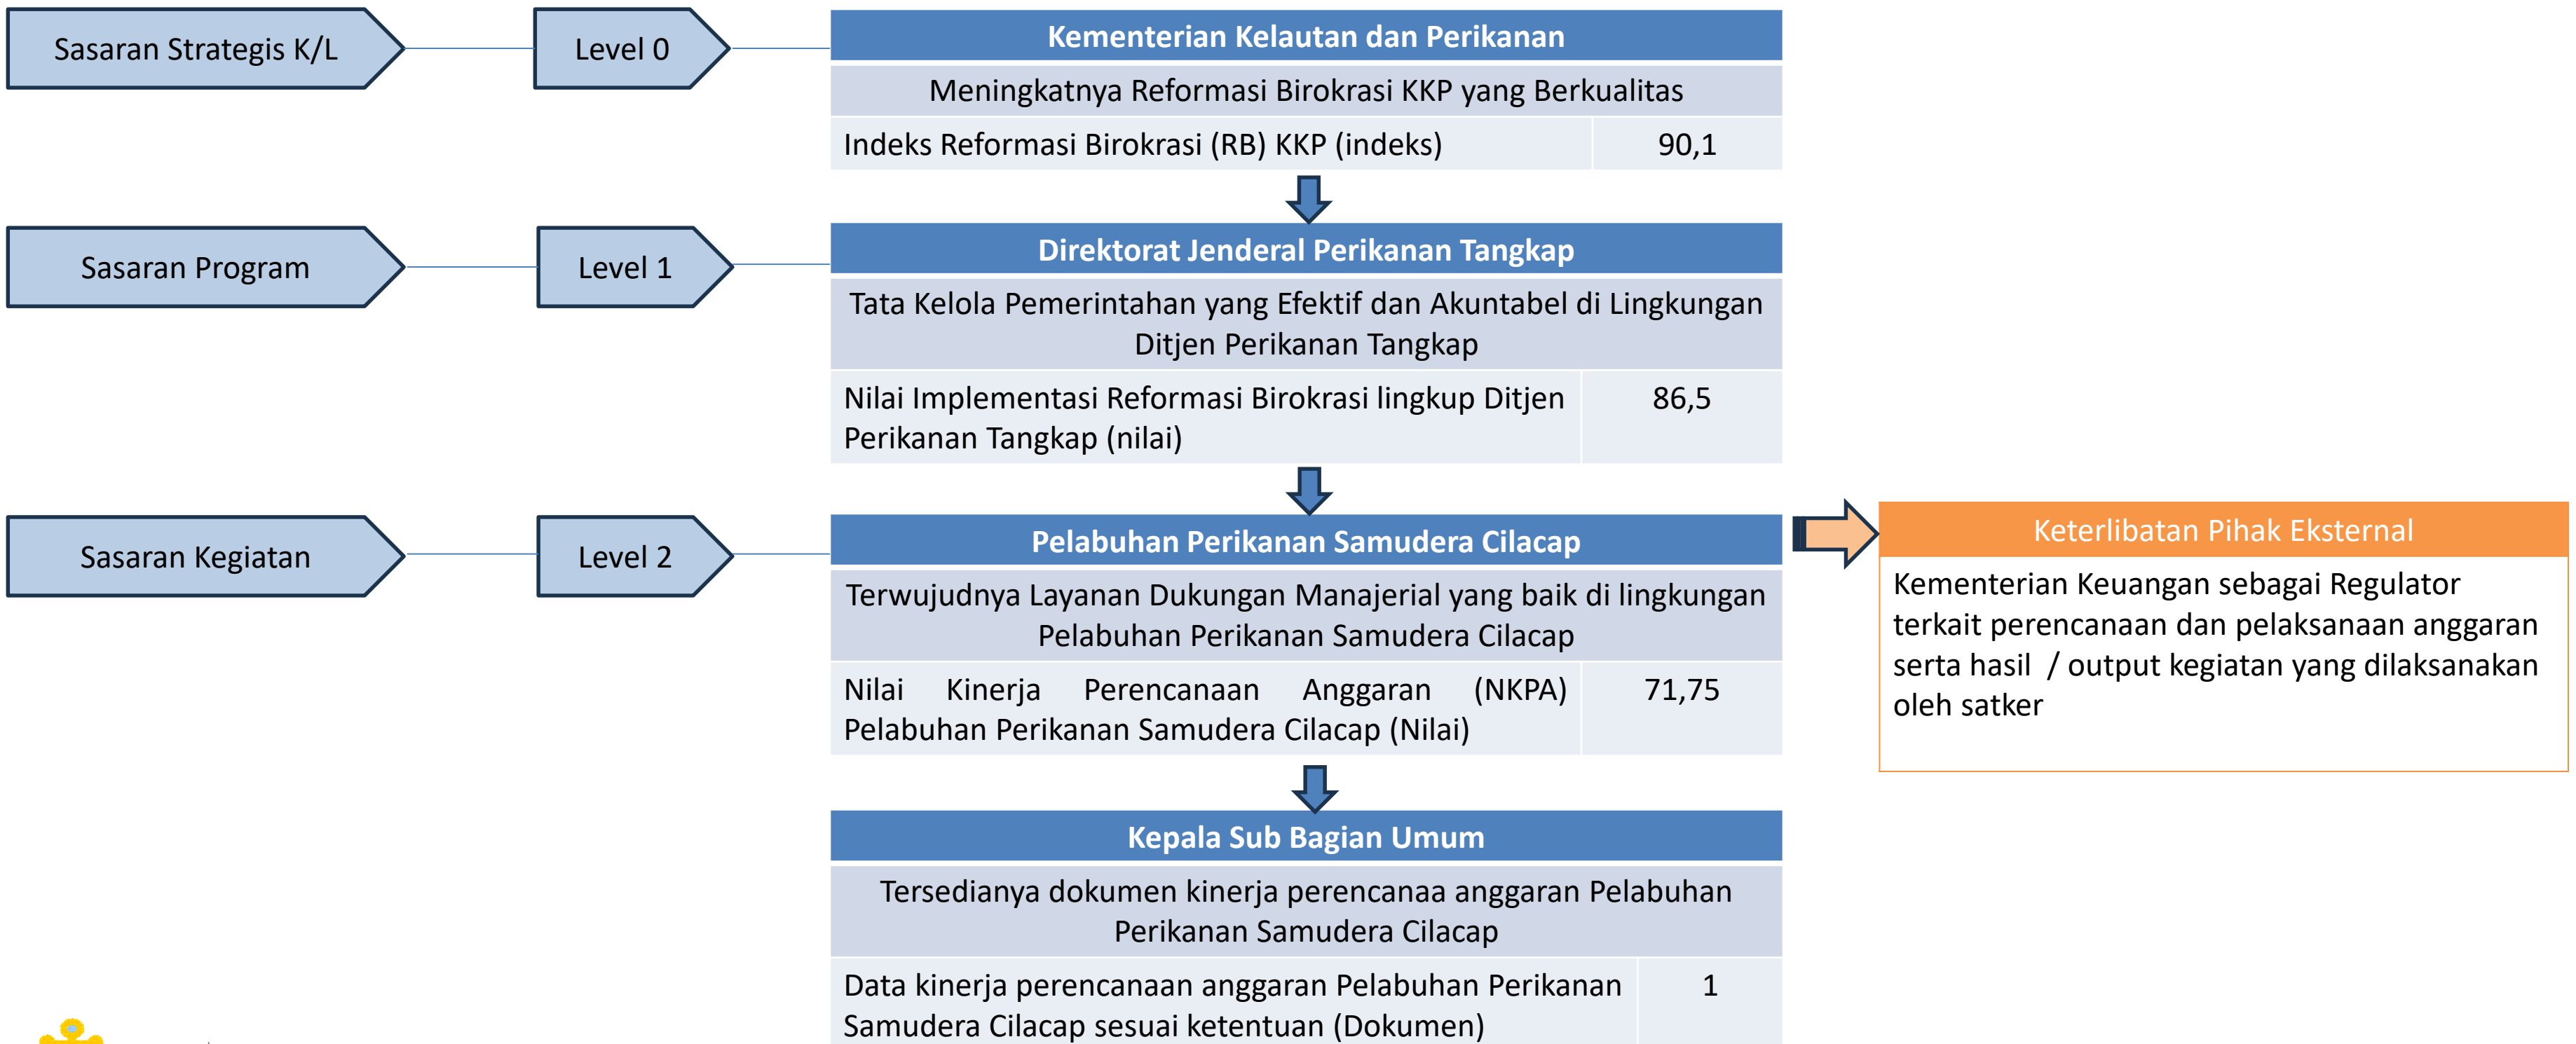 Sasaran Strategis K/L
Level 0
Kementerian Kelautan dan Perikanan
Meningkatnya Reformasi Birokrasi KKP yang Berkualitas
Indeks Reformasi Birokrasi (RB) KKP (indeks)
90,1
Sasaran Program
Level 1
Direktorat Jenderal Perikanan Tangkap
Tata Kelola Pemerintahan yang Efektif dan Akuntabel di Lingkungan
Ditjen Perikanan Tangkap
Nilai Implementasi Reformasi Birokrasi lingkup Ditjen
Perikanan Tangkap (nilai)
86,5
Sasaran Kegiatan
Level 2
Pelabuhan Perikanan Samudera Cilacap
Terwujudnya Layanan Dukungan Manajerial yang baik di lingkungan
Pelabuhan Perikanan Samudera Cilacap
Nilai Kinerja Perencanaan Anggaran (NKPA)
Pelabuhan Perikanan Samudera Cilacap (Nilai)
71,75
Keterlibatan Pihak Eksternal
Kementerian Keuangan sebagai Regulator
terkait perencanaan dan pelaksanaan anggaran
serta hasil / output kegiatan yang dilaksanakan
oleh satker
Kepala Sub Bagian Umum
Tersedianya dokumen kinerja perencanaa anggaran Pelabuhan
Perikanan Samudera Cilacap
Data kinerja perencanaan anggaran Pelabuhan Perikanan
Samudera Cilacap sesuai ketentuan (Dokumen)
1